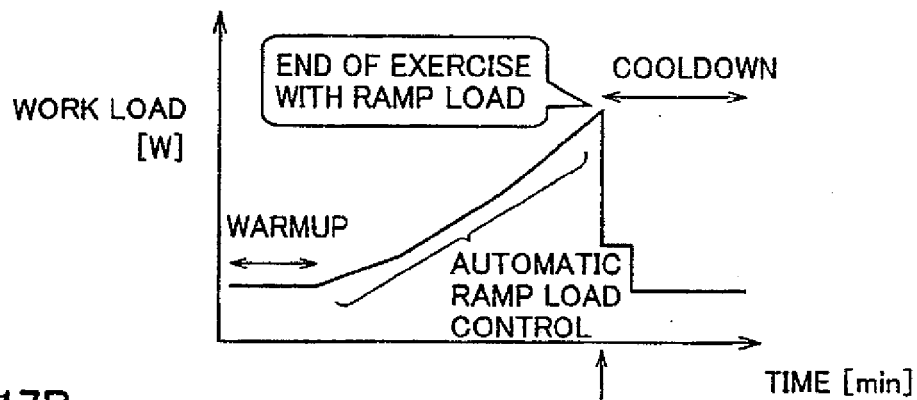 END OF EXERCISE
WITH RAMP LOAD
COOLDOWN
WORK LOAD
[W]
WARMUP
AUTOMATIC
RAMP LOAD
CONTROL
TIME [min]